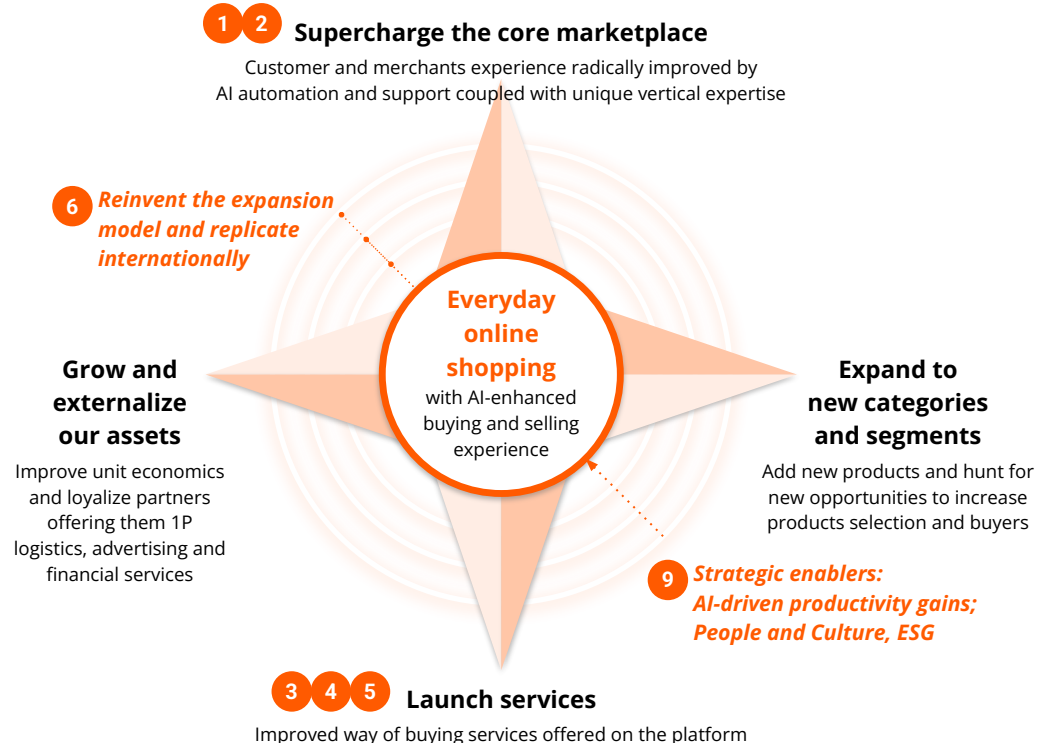 1 2 Supercharge the core marketplace
Customer and merchants experience radically improved by
AI automation and support coupled with unique vertical expertise
6 Reinvent the expansion
model and replicate
internationally
Everyday
online
shopping
with AI-enhanced
buying and selling
experience
Grow and
externalize
our assets
Improve unit economics
and loyalize partners
offering them 1P
logistics, advertising and
financial services
Expand to
new categories
and segments
Add new products and hunt for
new opportunities to increase
products selection and buyers
9 Strategic enablers:
AI-driven productivity gains;
People and Culture, ESG
3 4 5 Launch services
Improved way of buying services offered on the platform